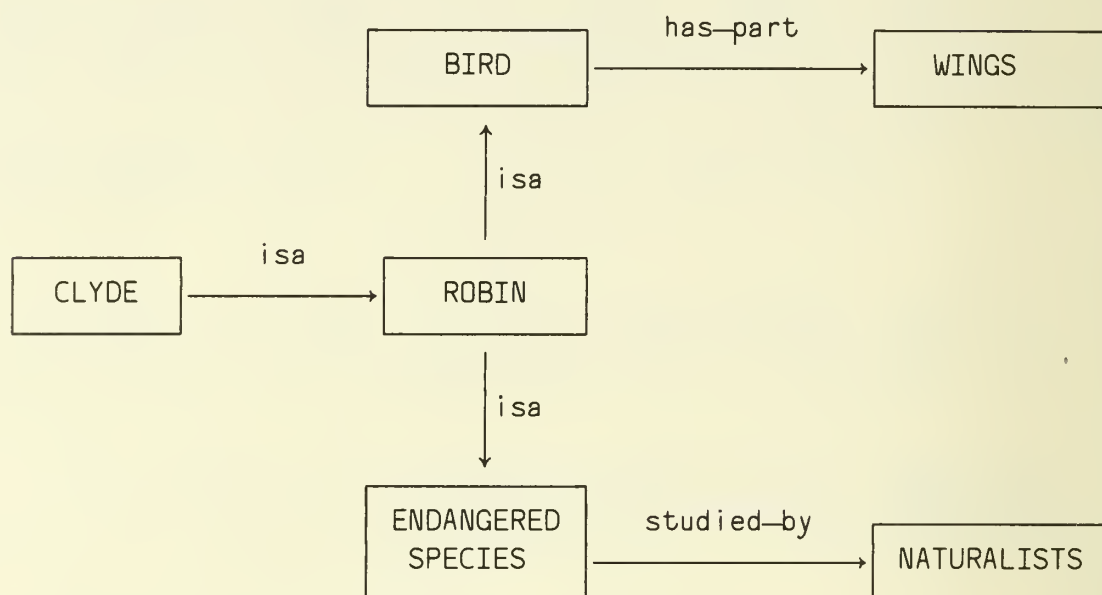 has—part
BIRD
WINGS
isa
isa
CLYDE
ROBIN
isa
ENDANGERED
SPECIES
studied—by
NATURALISTS